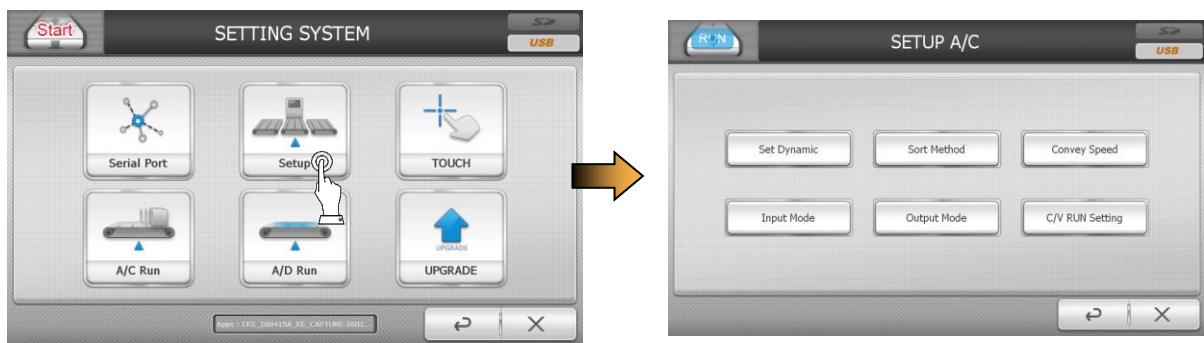 Start
SETTING SYSTEM
SD
USB
Serial Port
Setup
TOUCH
UPGRADE
A/C Run
A/D Run
UPGRADE
RUN
SETUP A/C
SD
USB
Set Dynamic
Sort Method
Convey Speed
Input Mode
Output Mode
C/V RUN Setting